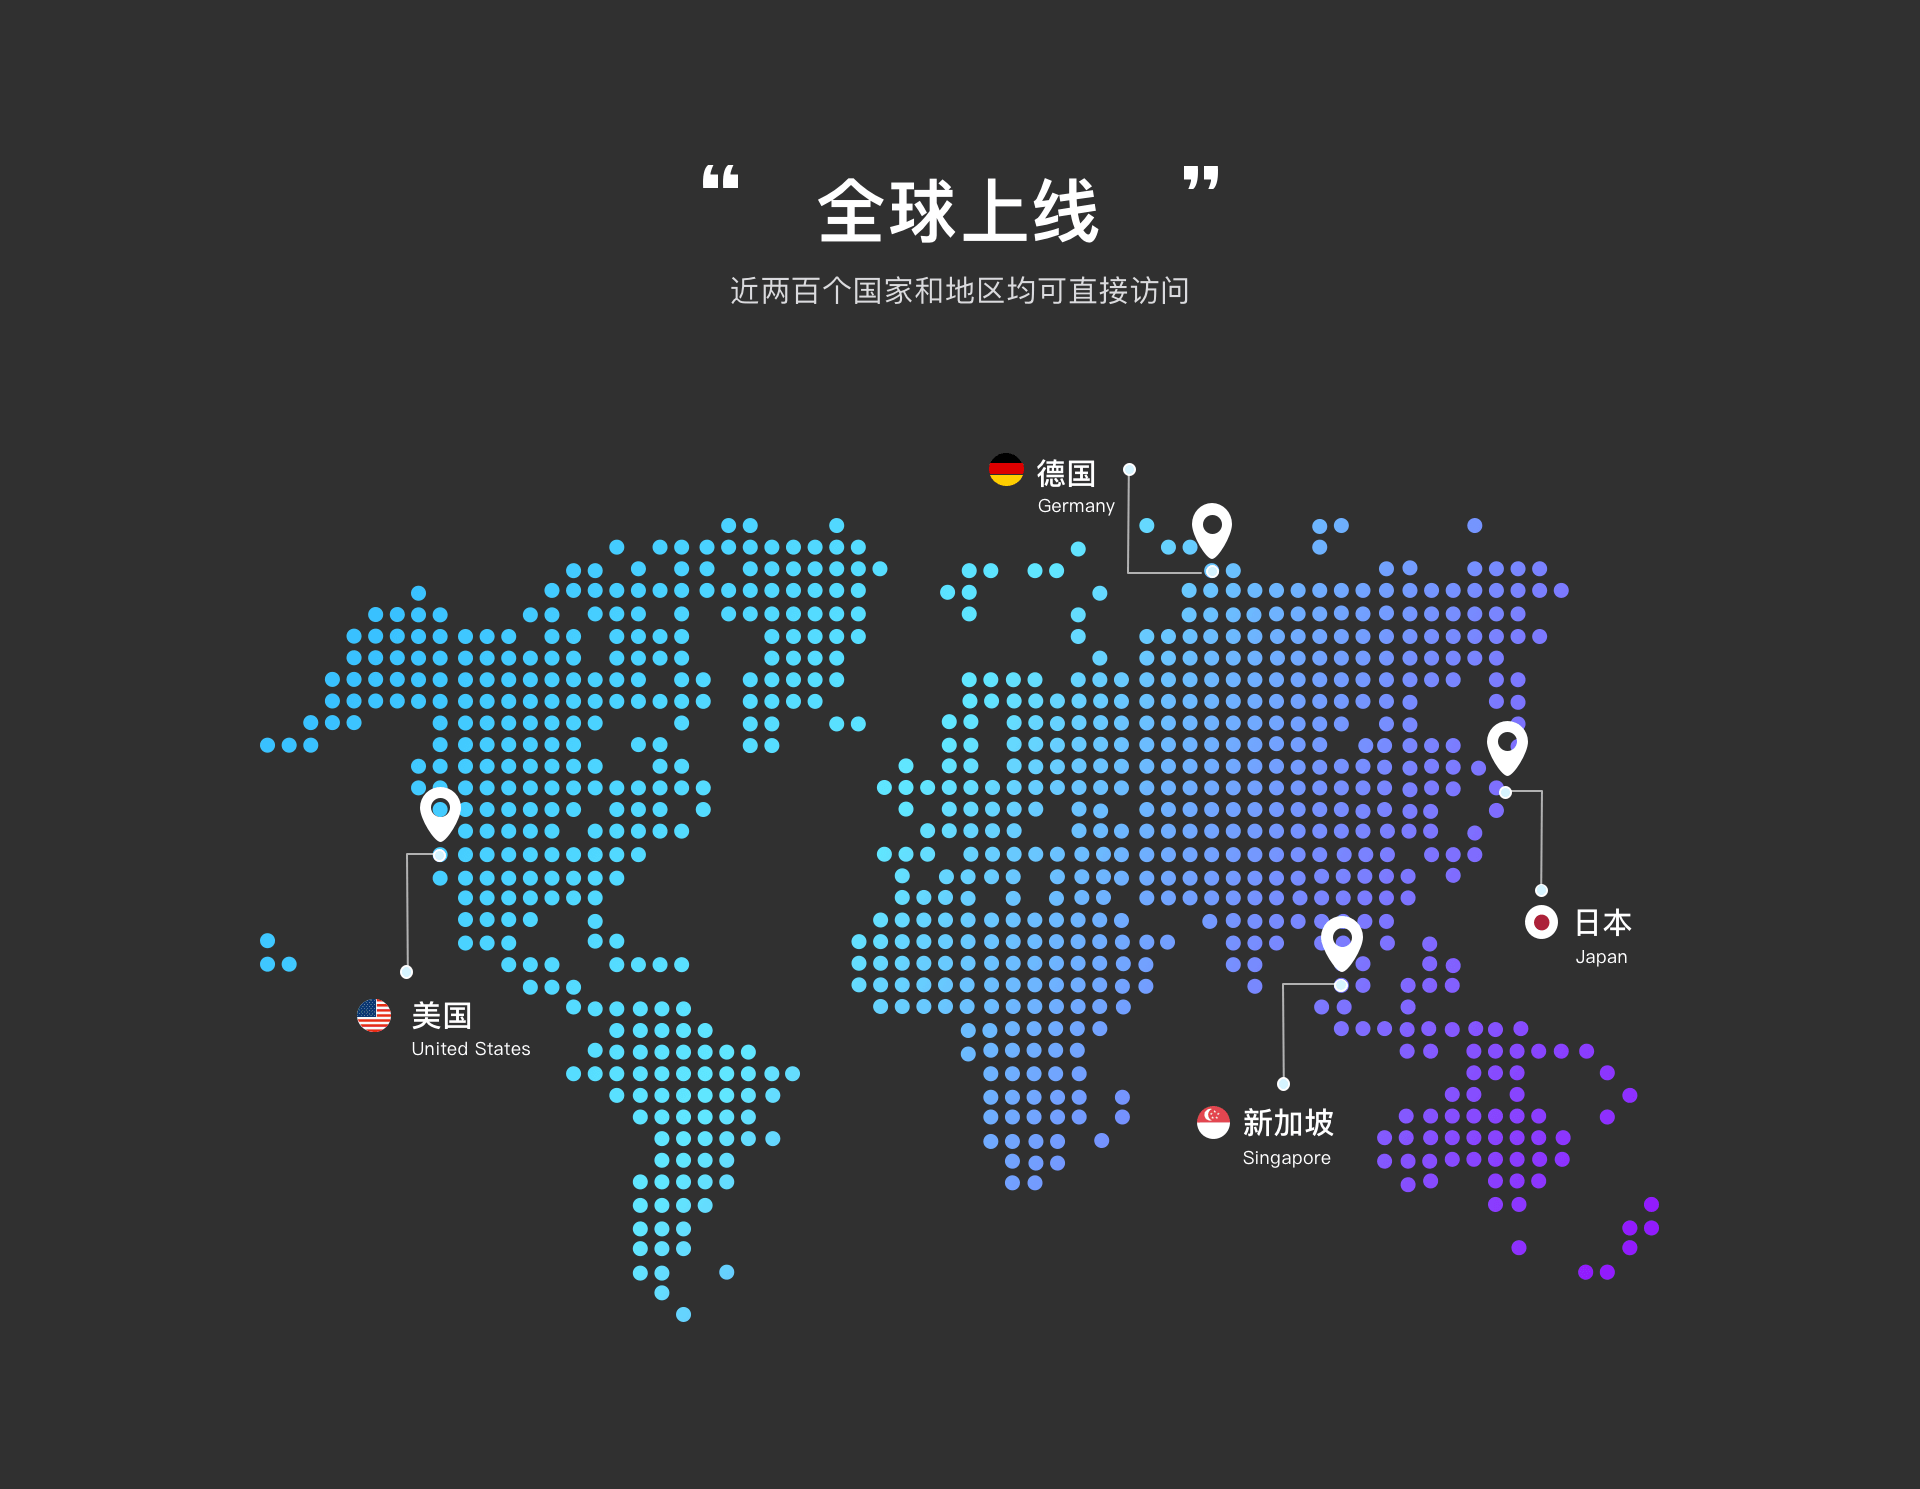 “ 全球上线 ”
近两百个国家和地区均可直接访问
德国
Germany
日本
Japan
美国
United States
新加坡
Singapore